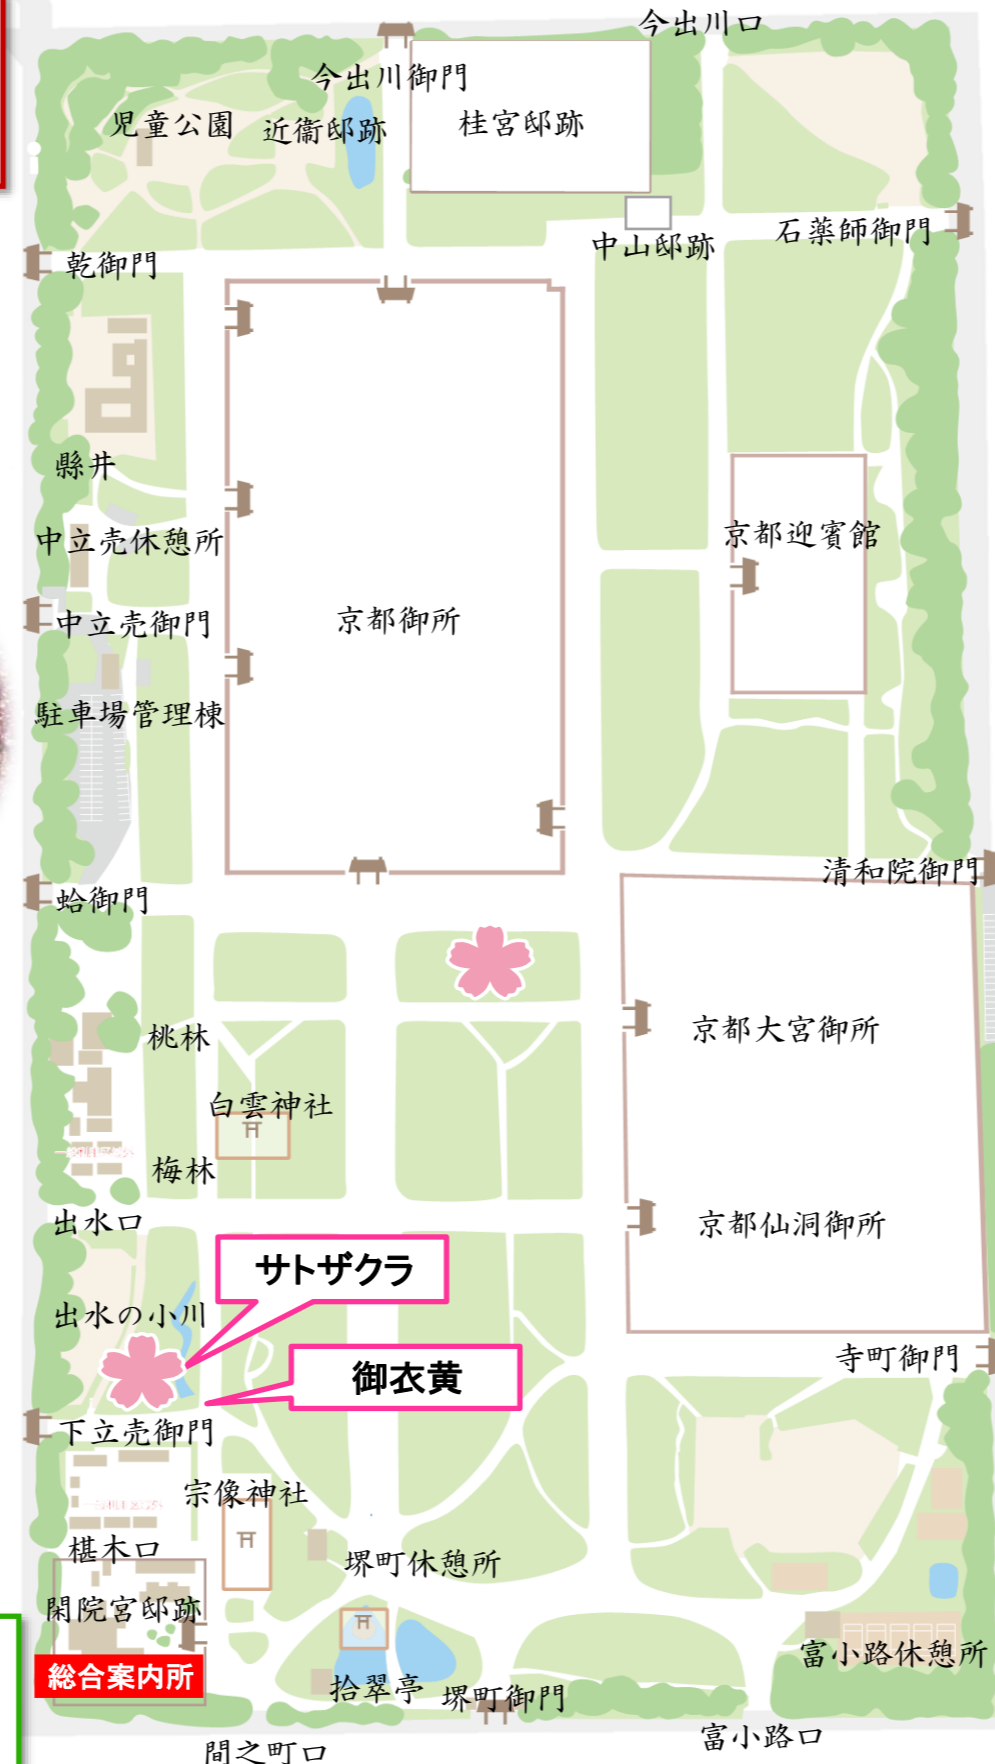 今出川口
今出川御門
児童公園
近衞邸跡
桂宮邸跡
石薬師御門
中山邸跡
乾御門
縣井
中立売休憩所
京都迎賓館
中立売御門
京都御所
駐車場管理棟
清和院御門
蛤御門
桃林
京都大宮御所
白雲神社
梅林
出水口
京都仙洞御所
サトザクラ
出水の小川
寺町御門
御衣黄
下立売御門
宗像神社
椹木口
堺町休憩所
閑院宮邸跡
富小路休憩所
総合案内所
拾翠亭
堺町御門
富小路口
間之町口